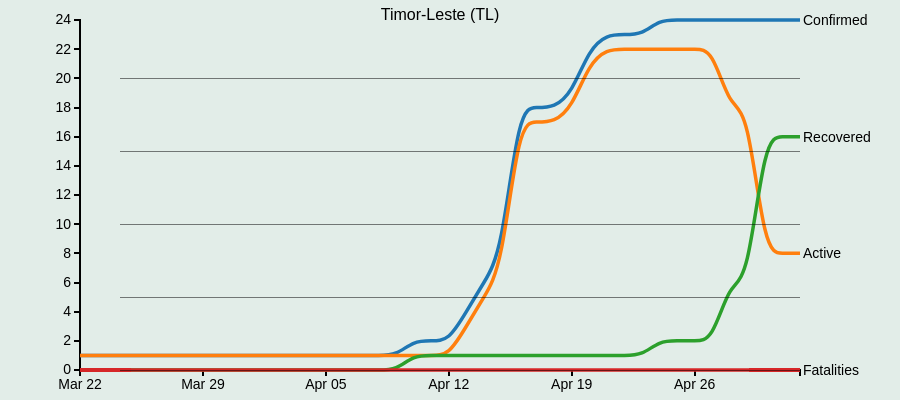 Timor-Leste (TL)
24
22
20
18
16
14
12
10
8
6
4
2
0
Confirmed
Recovered
Active
Fatalities
Mar 22
Mar 29
Apr 05
Apr 12
Apr 19
Apr 26